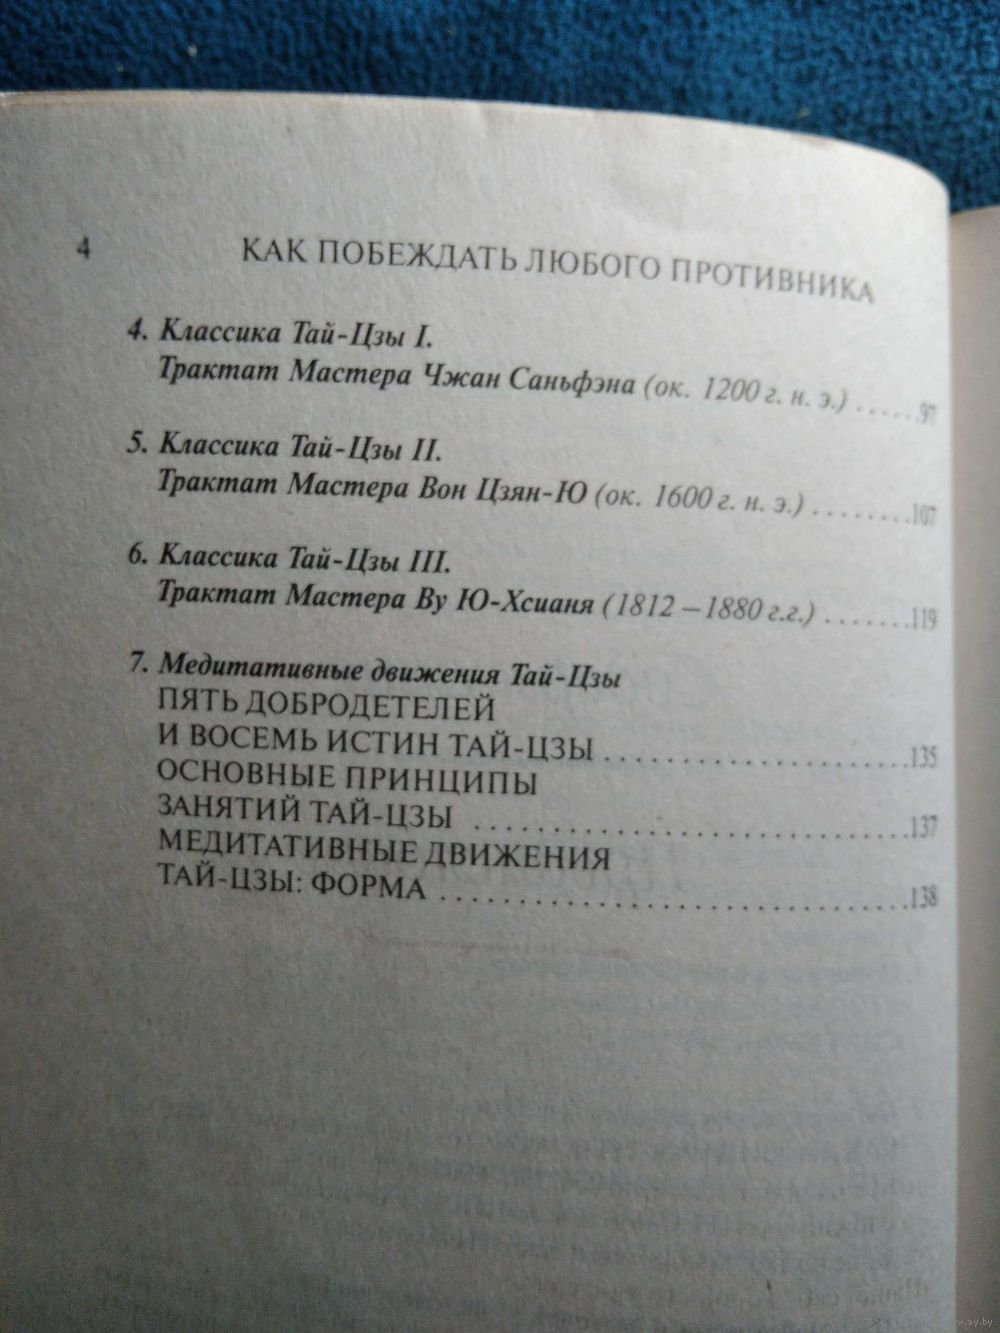 4 КАК ПОБЕЖДАТЬ ЛЮБОГО ПРОТИВНИКА
4. Классика Тай-Цзы I.
Трактат Мастера Чжан Саньфэна (ок. 1200 г. н. э.) ......97
5. Классика Тай-Цзы II.
Трактат Мастера Вон Цзян-Ю (ок. 1600 г. н. э.) ........107
6. Классика Тай-Цзы III.
Трактат Мастера Ву Ю-Хсианя (1812 – 1880 г.г.) .......119
7. Медитативные движения Тай-Цзы
ПЯТЬ ДОБРОДЕТЕЛЕЙ
И ВОСЕМЬ ИСТИН ТАЙ-ЦЗЫ ....................135
ОСНОВНЫЕ ПРИНЦИПЫ
ЗАНЯТИЙ ТАЙ-ЦЗЫ ............................137
МЕДИТАТИВНЫЕ ДВИЖЕНИЯ
ТАЙ-ЦЗЫ: ФОРМА ..............................138
www.ay.by